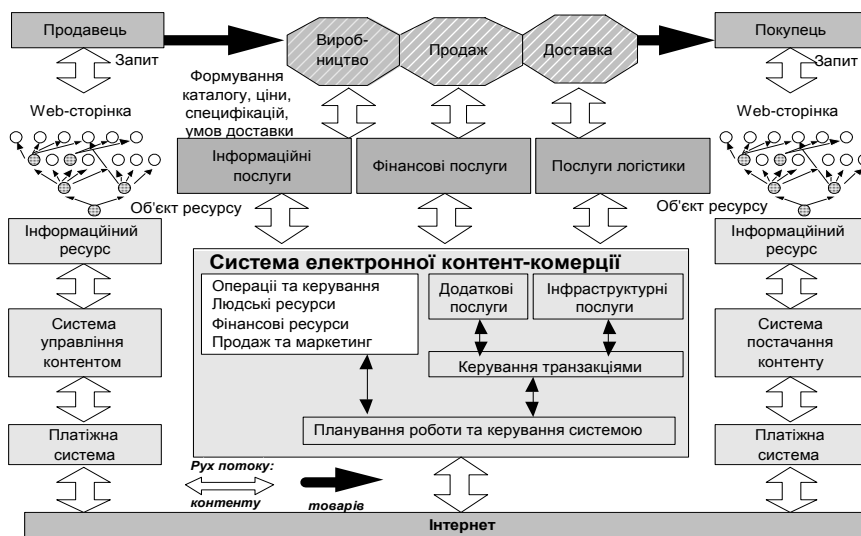 Продавець
Вироб-
ництво
Продаж
Доставка
Покупець
Запит
Запит
Формування
каталогу, ціни,
специфікацій,
умов доставки
Web-сторінка
Web-сторінка
Інформаційні
послуги
Фінансові послуги
Послуги логістики
Об'єкт ресурсу
Об'єкт ресурсу
Інформаційний
ресурс
Інформаційний
ресурс
Система електронної контент-комерції
Операції та керування
Людські ресурси
Фінансові ресурси
Продаж та маркетинг
Додаткові
послуги
Інфраструктурні
послуги
Система
управління
контентом
Система
постачання
контенту
Керування транзакціями
Планування роботи та керування системою
Платіжна
система
Платіжна
система
Рух потоку:
контенту
товарів
Інтернет